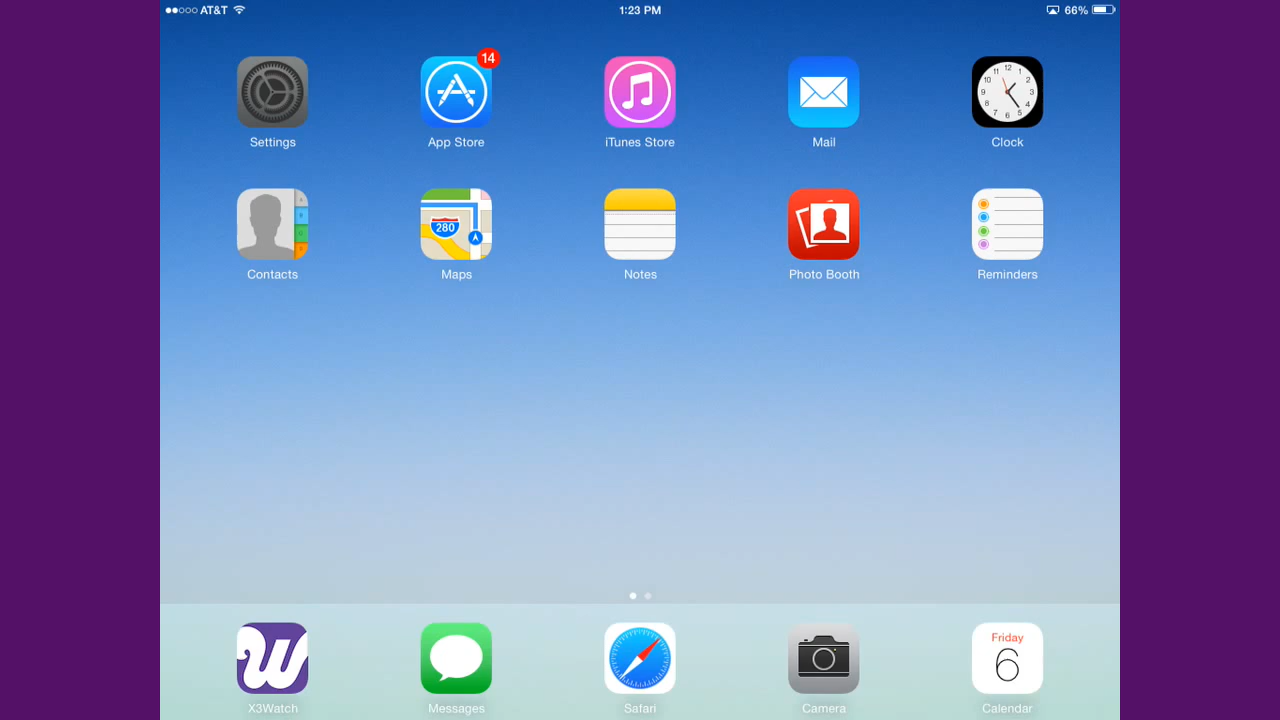 AT&T 1:23 PM 66%
14
Settings App Store iTunes Store Mail Clock
280
Contacts Maps Notes Photo Booth Reminders
Friday
6
X3Watch Messages Safari Camera Calendar